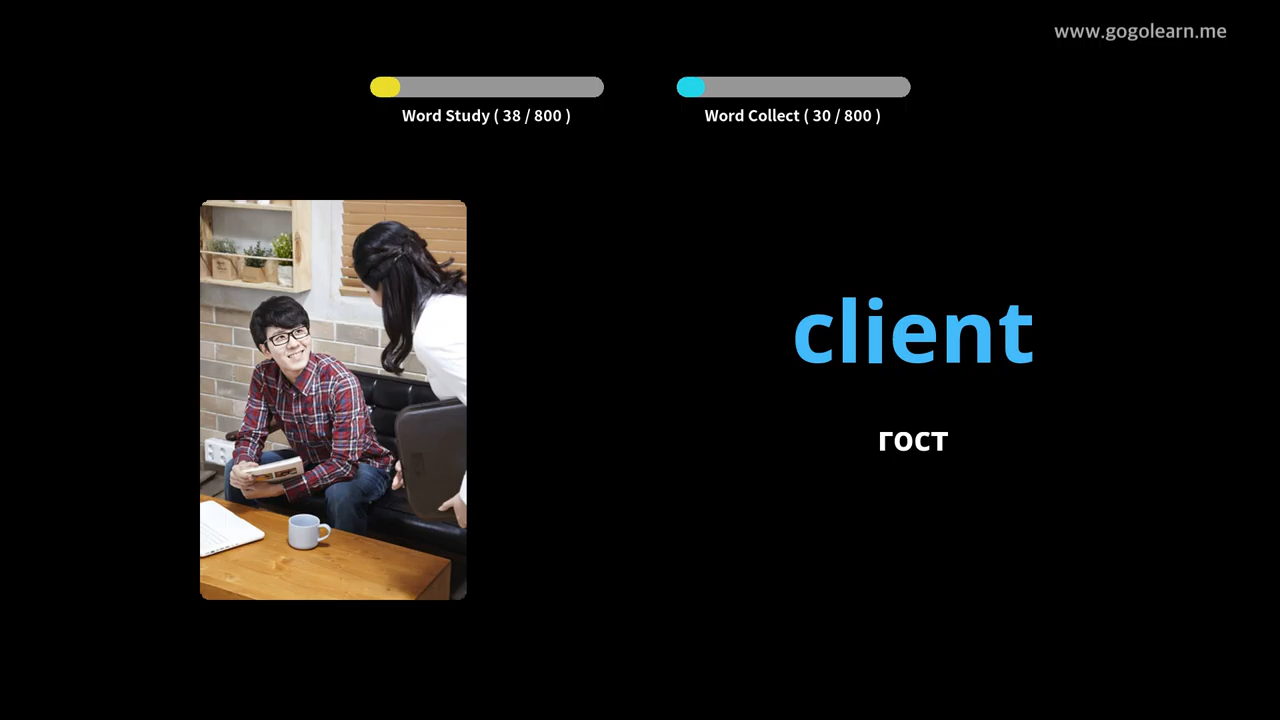 www.gogolearn.me
Word Study ( 38 / 800 )
Word Collect ( 30 / 800 )
client
гост